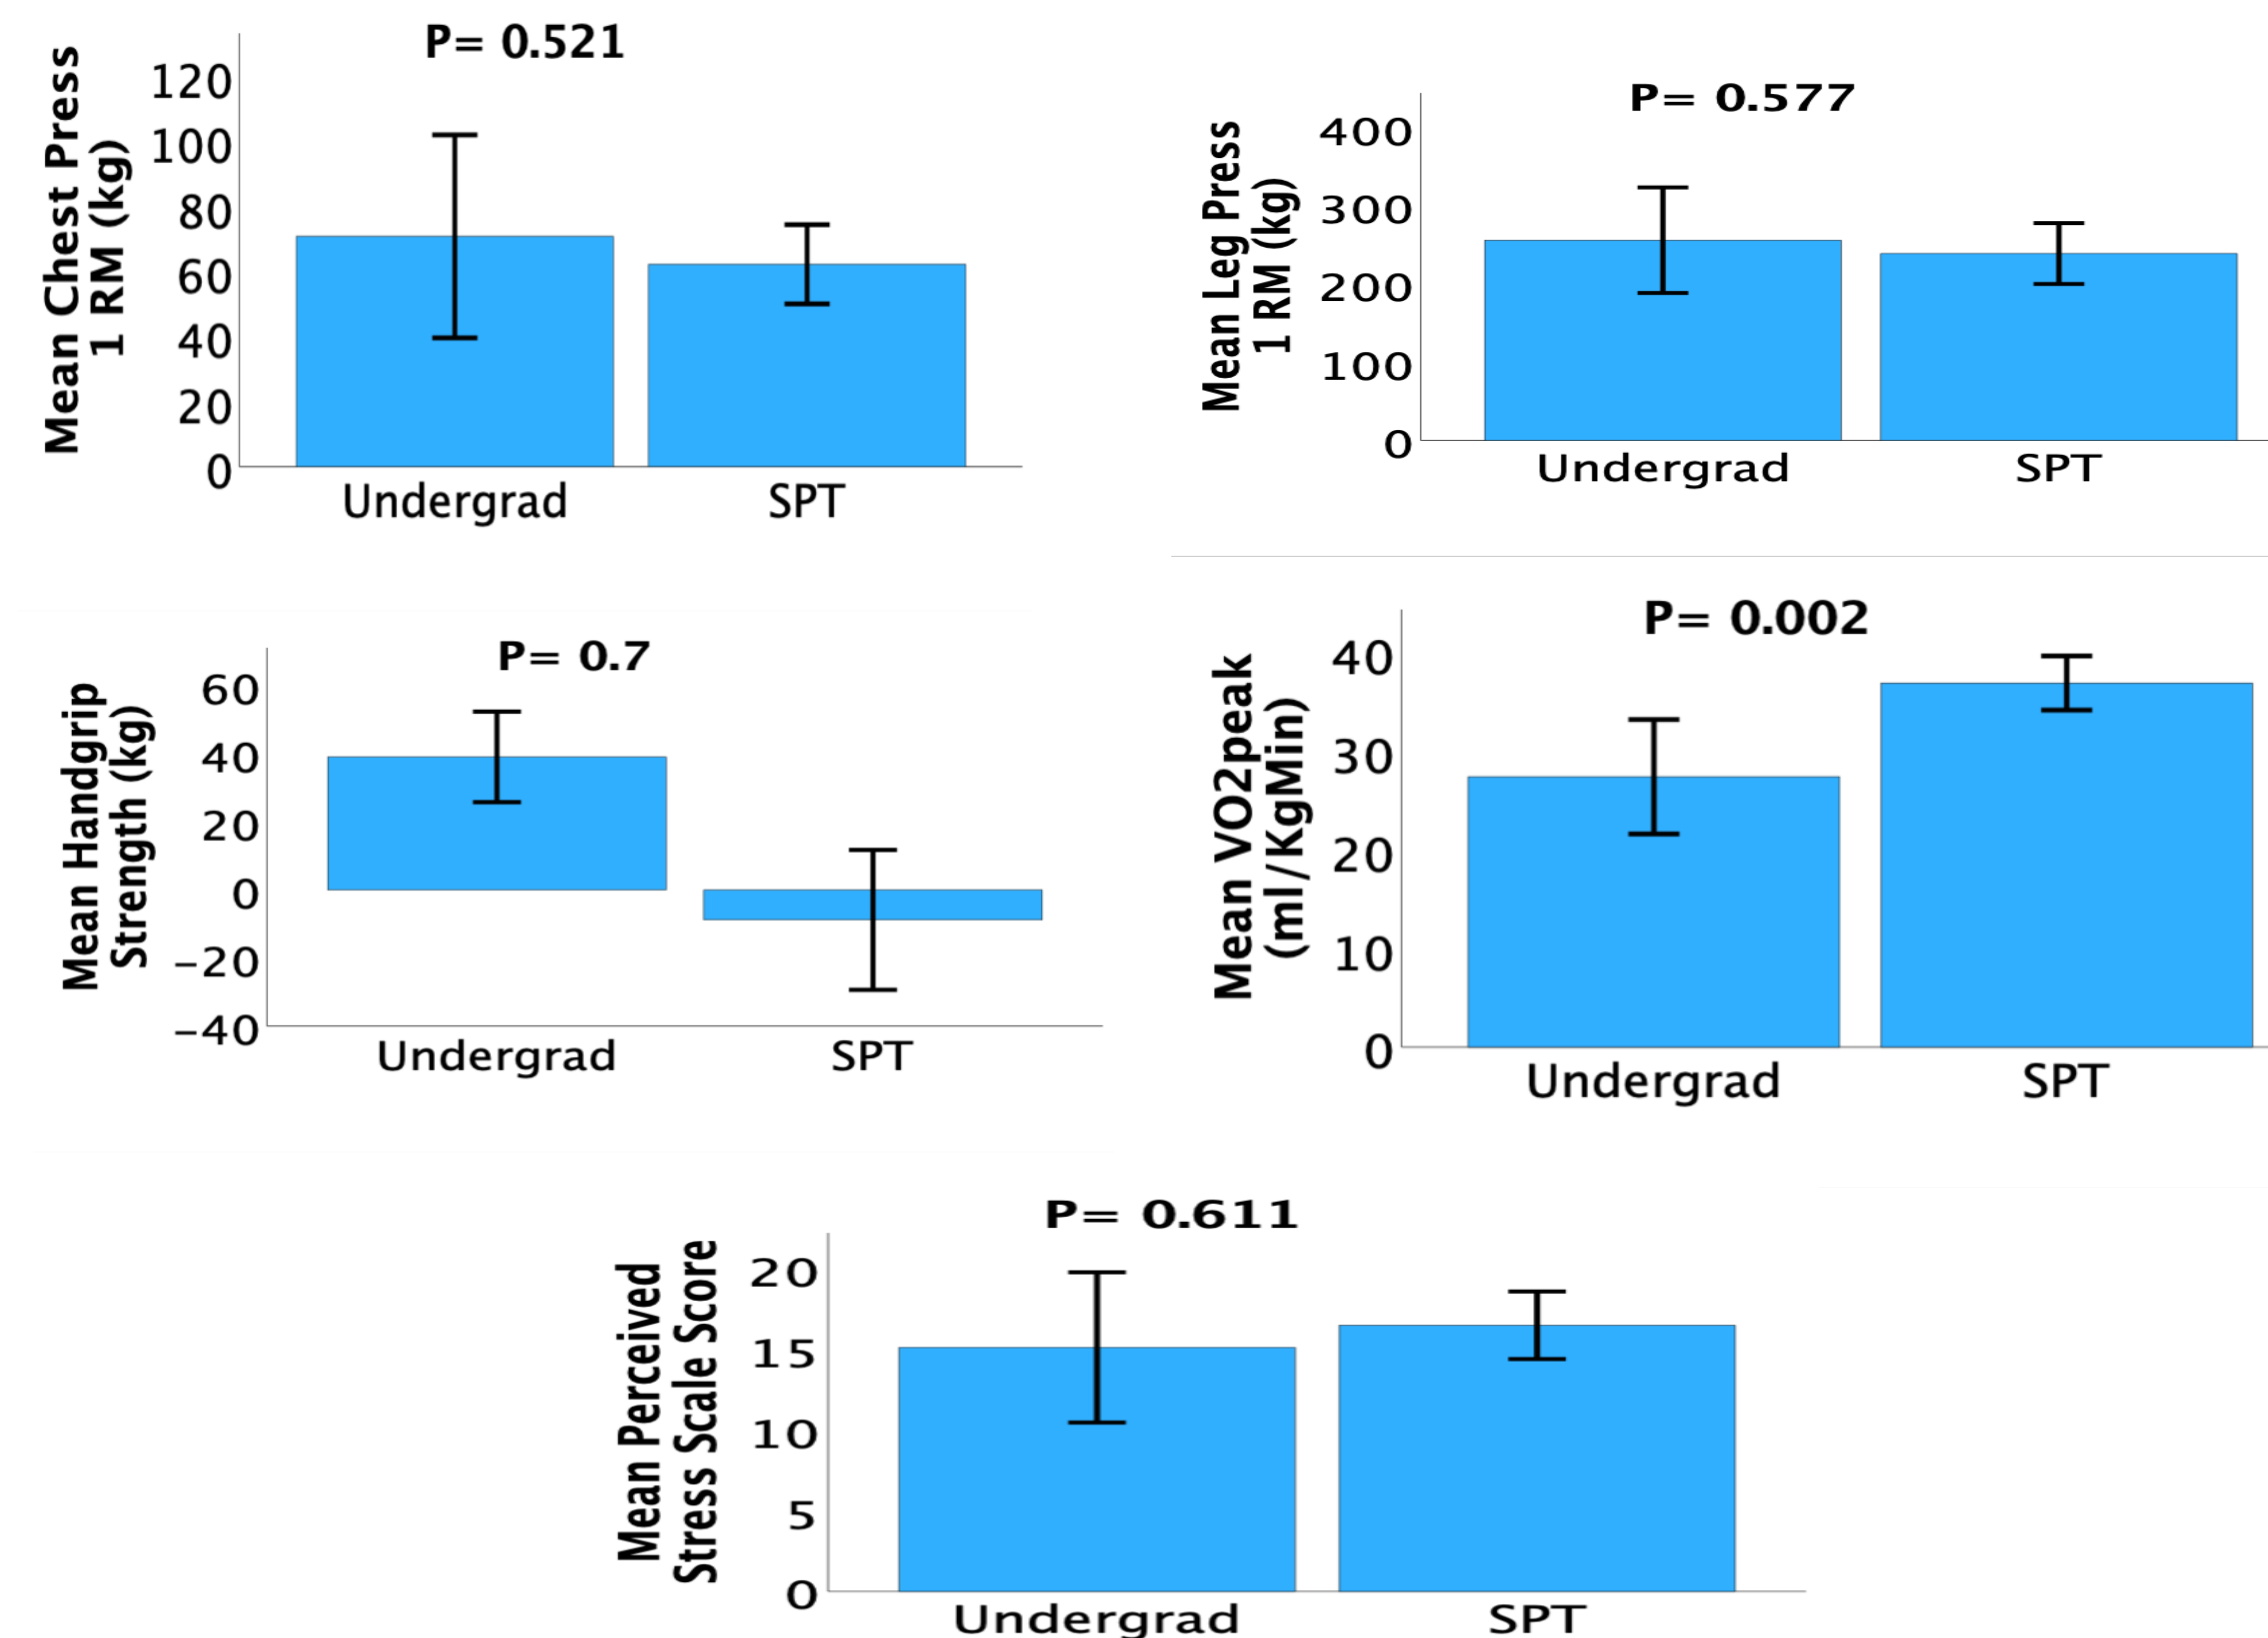 P= 0.521
Mean Chest Press
1 RM (kg)
120
100
80
60
40
20
0
Undergrad SPT
P= 0.577
Mean Leg Press
1 RM (kg)
400
300
200
100
0
Undergrad SPT
P= 0.7
Mean Handgrip
Strength (kg)
60
40
20
0
−20
−40
Undergrad SPT
P= 0.002
Mean VO2peak
(ml/KgMin)
40
30
20
10
0
Undergrad SPT
P= 0.611
Mean Perceived
Stress Scale Score
20
15
10
5
0
Undergrad SPT